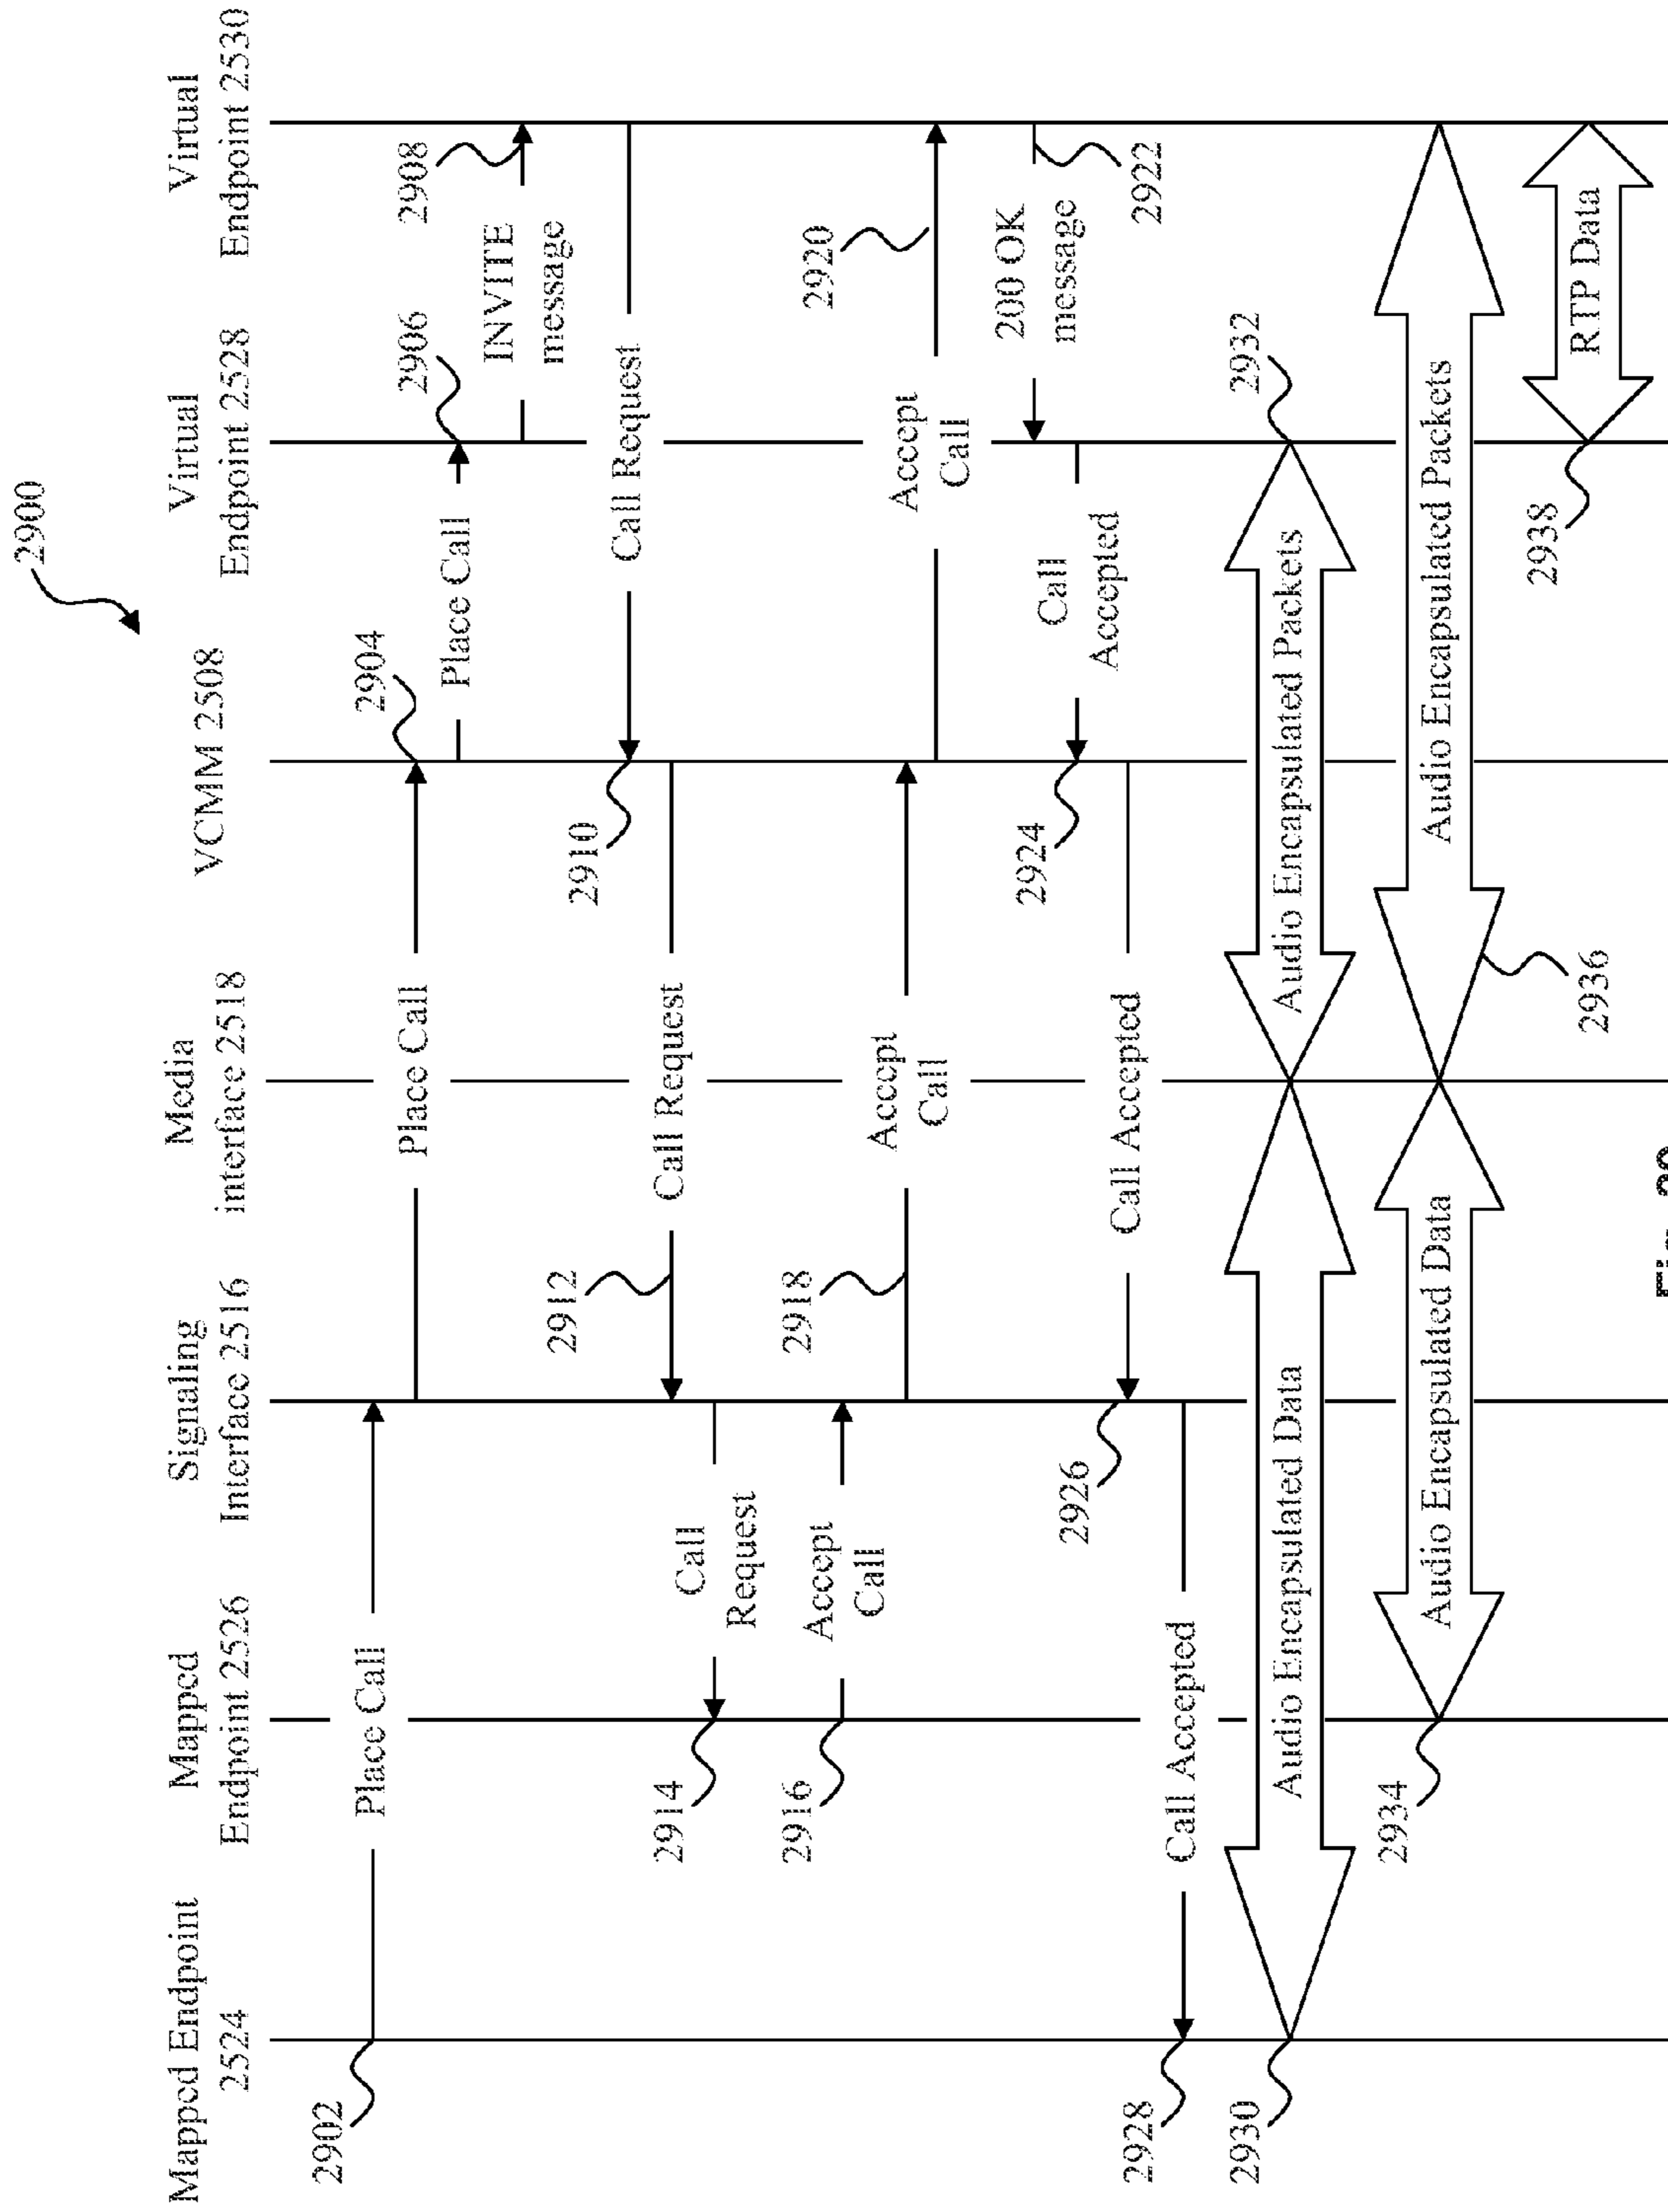 2900
Mapped Endpoint
2524
Mapped
Endpoint 2526
Signaling
Interface 2516
Media
interface 2518
VCMM 2508
Virtual
Endpoint 2528
Virtual
Endpoint 2530
2902
Place Call
Place Call
2904
Place Call
2906
2908
INVITE
message
Call Request
2910
Call Request
2912
Call
Request
2914
Accept
Call
2916
Accept
Call
2918
Accept
Call
2920
200 OK
message
2922
Call
Accepted
2924
Call Accepted
2926
Call Accepted
2928
2930
Audio Encapsulated Data
Audio Encapsulated Packets
2932
2934
Audio Encapsulated Data
Audio Encapsulated Packets
2936
2938
RTP Data